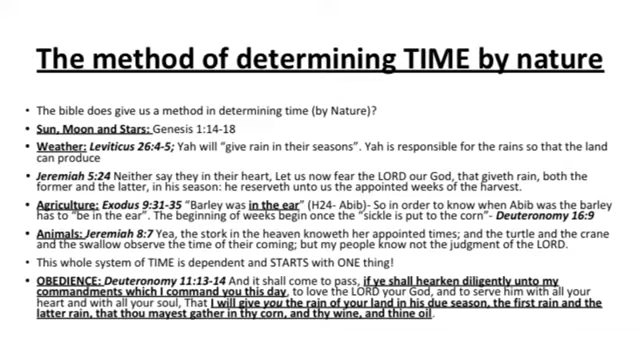 The method of determining TIME by nature
• The bible does give us a method in determining time (by Nature)?
• Sun, Moon and Stars: Genesis 1:14-18
• Weather: Leviticus 26:4-5; Yah will "give rain in their seasons". Yah is responsible for the rains so that the land
can produce
• Jeremiah 5:24 Neither say they in their heart, Let us now fear the LORD our God, that giveth rain, both the
former and the latter, in his season: he reserveth unto us the appointed weeks of the harvest.
• Agriculture: Exodus 9:31-35 "Barley was in the ear" (H24- Abib)- So in order to know when Abib was the barley
has to "be in the ear". The beginning of weeks begin once the "sickle is put to the corn"- Deuteronomy 16:9
• Animals: Jeremiah 8:7 Yea, the stork in the heaven knoweth her appointed times; and the turtle and the crane
and the swallow observe the time of their coming; but my people know not the judgment of the LORD.
• This whole system of TIME is dependent and STARTS with ONE thing!
• OBEDIENCE: Deuteronomy 11:13-14 And it shall come to pass, if ye shall hearken diligently unto my
commandments which I command you this day, to love the LORD your God, and to serve him with all your
heart and with all your soul, That I will give you the rain of your land in his due season, the first rain and the
latter rain, that thou mayest gather in thy corn, and thy wine, and thine oil.